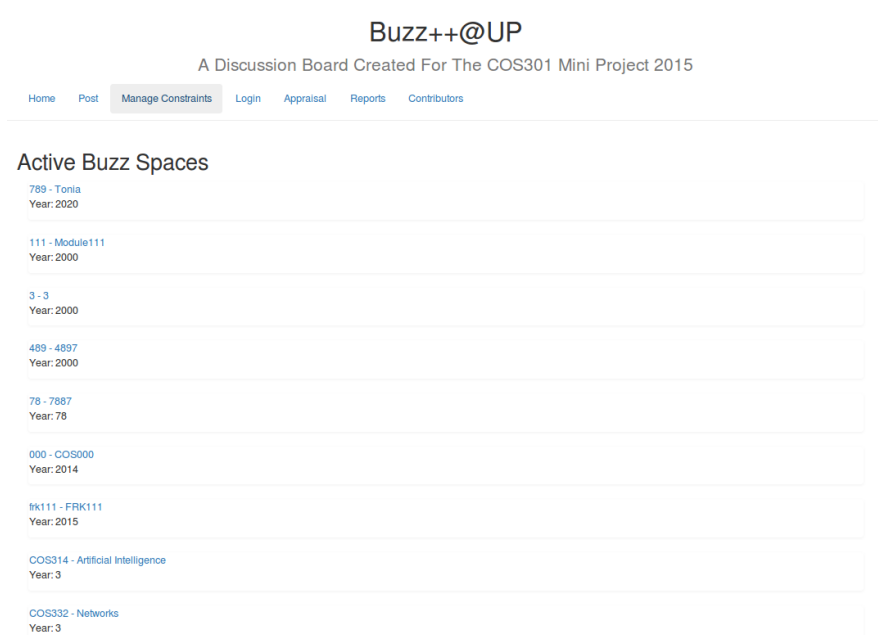 Buzz++@UP
A Discussion Board Created For The COS301 Mini Project 2015
Home Post Manage Constraints Login Appraisal Reports Contributors
Active Buzz Spaces
789 - Tonia
Year: 2020
111 - Module111
Year: 2000
3 - 3
Year: 2000
489 - 4897
Year: 2000
78 - 7887
Year: 78
000 - COS000
Year: 2014
frk111 - FRK111
Year: 2015
COS314 - Artificial Intelligence
Year: 3
COS332 - Networks
Year: 3